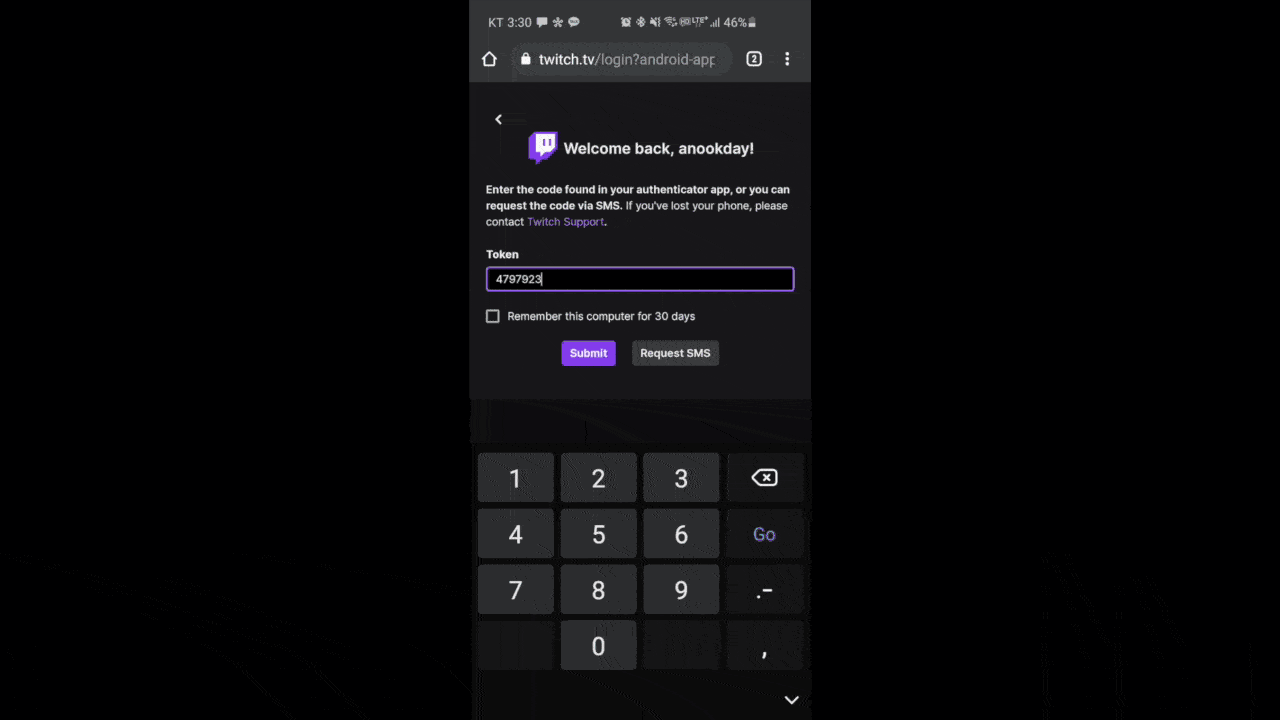 KT 3:30 46%
twitch.tv/login?android-app 2
Welcome back, anookday!
Enter the code found in your authenticator app, or you can
request the code via SMS. If you've lost your phone, please
contact Twitch Support.
Token
4797923
Remember this computer for 30 days
Submit Request SMS
1 2 3
4 5 6 Go
7 8 9 .-
0 ,